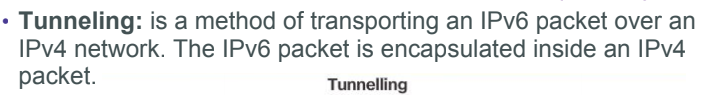 • Tunneling: is a method of transporting an IPv6 packet over an
IPv4 network. The IPv6 packet is encapsulated inside an IPv4
packet.
Tunnelling